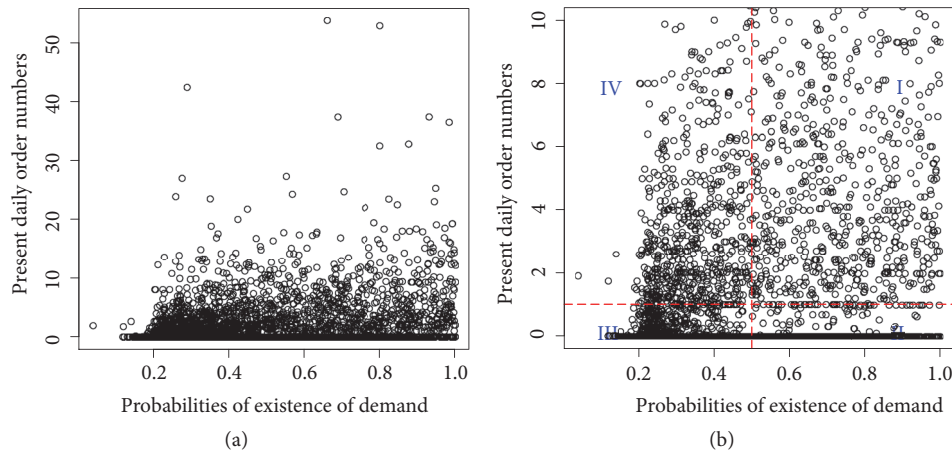 50
40
30
20
10
0
Present daily order numbers
0.2
0.4
0.6
0.8
1.0
Probabilities of existence of demand
(a)
10
8
6
4
2
0
Present daily order numbers
IV
I
III
0.2
0.4
0.6
0.8
1.0
Probabilities of existence of demand
(b)